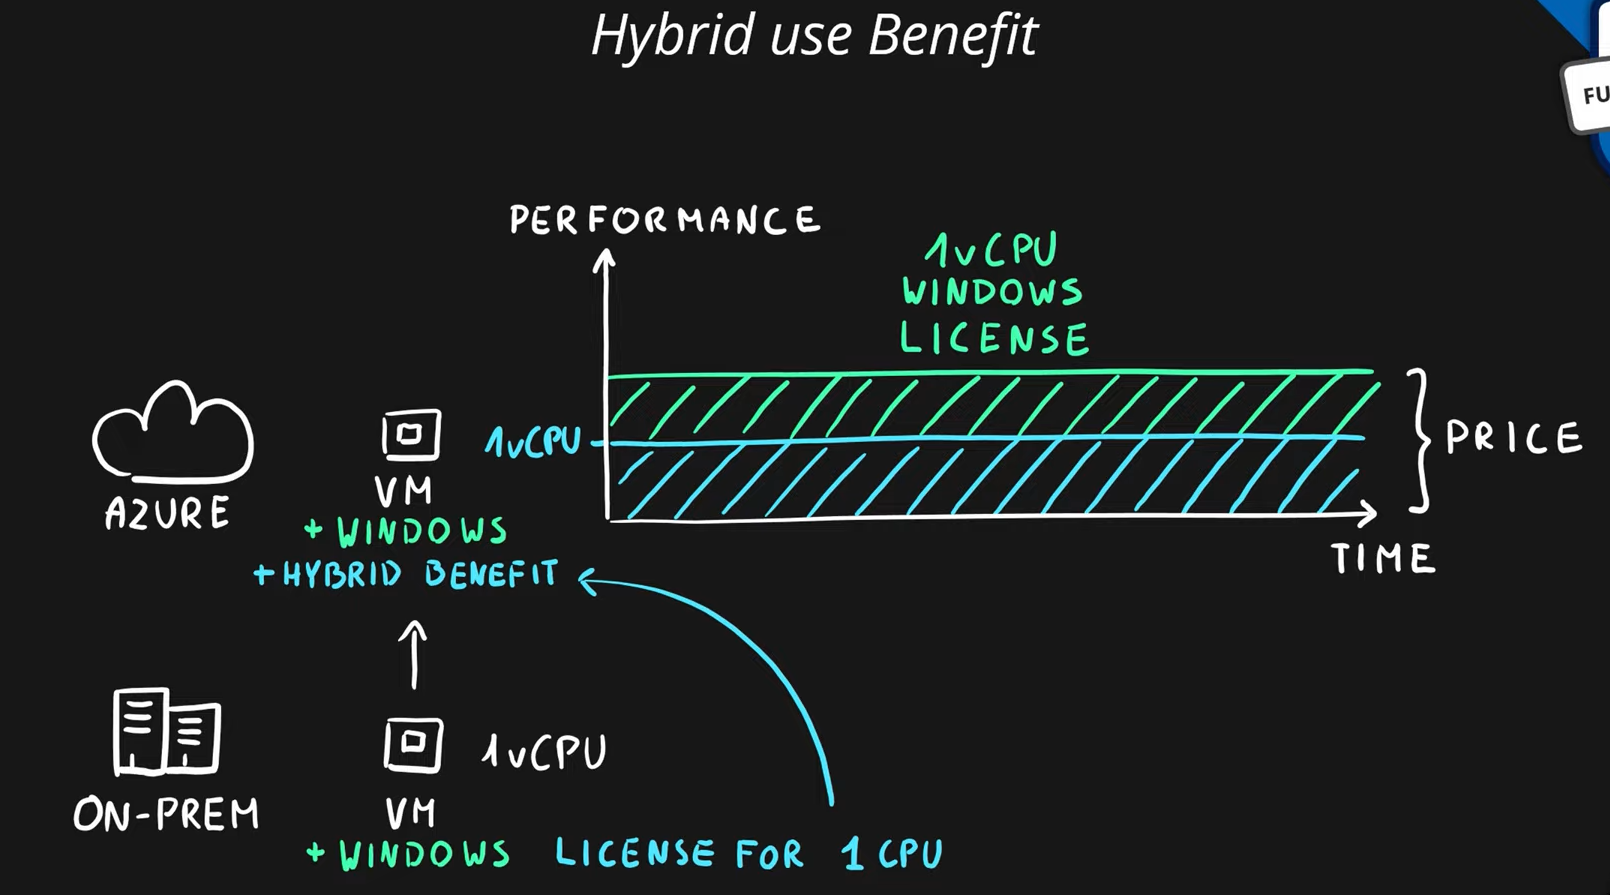 Hybrid use Benefit
FU
PERFORMANCE
1vCPU
WINDOWS
LICENSE
1vCPU
PRICE
TIME
AZURE
VM
+ WINDOWS
+ HYBRID BENEFIT
1vCPU
ON-PREM
VM
+ WINDOWS LICENSE FOR 1 CPU